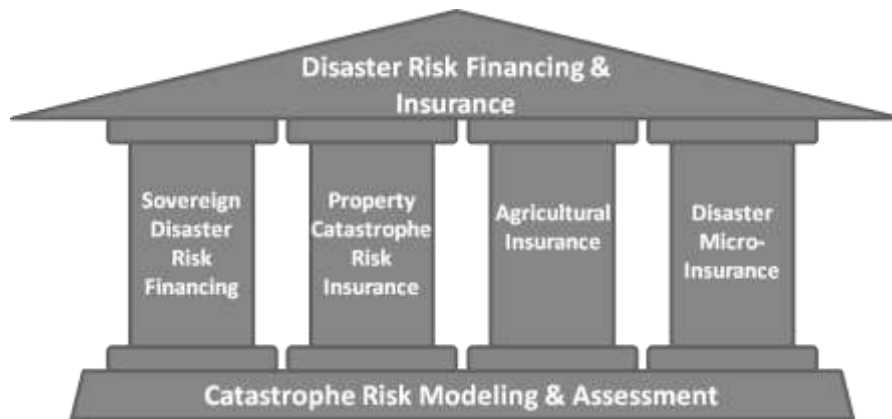 Disaster Risk Financing &
Insurance
Sovereign
Disaster
Risk
Financing
Property
Catastrophe
Risk
Insurance
Agricultural
Insurance
Disaster
Micro-
Insurance
Catastrophe Risk Modeling & Assessment